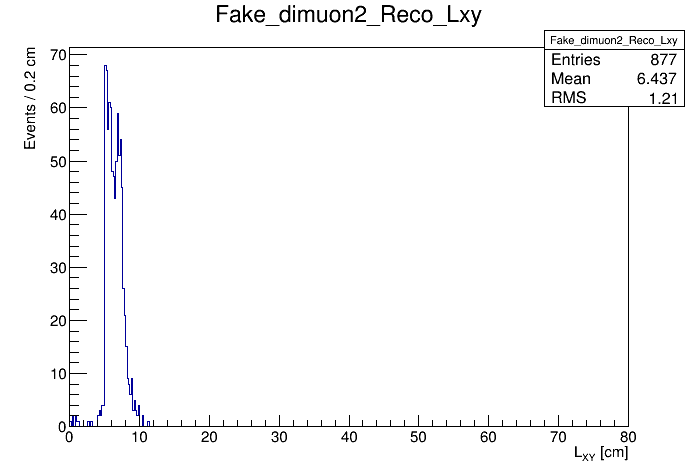 Fake_dimuon2_Reco_Lxy
Fake_dimuon2_Reco_Lxy
Entries 877
Mean 6.437
RMS 1.21
Events / 0.2 cm
70
60
50
40
30
20
10
0
0 10 20 30 40 50 60 70 80
L_XY [cm]